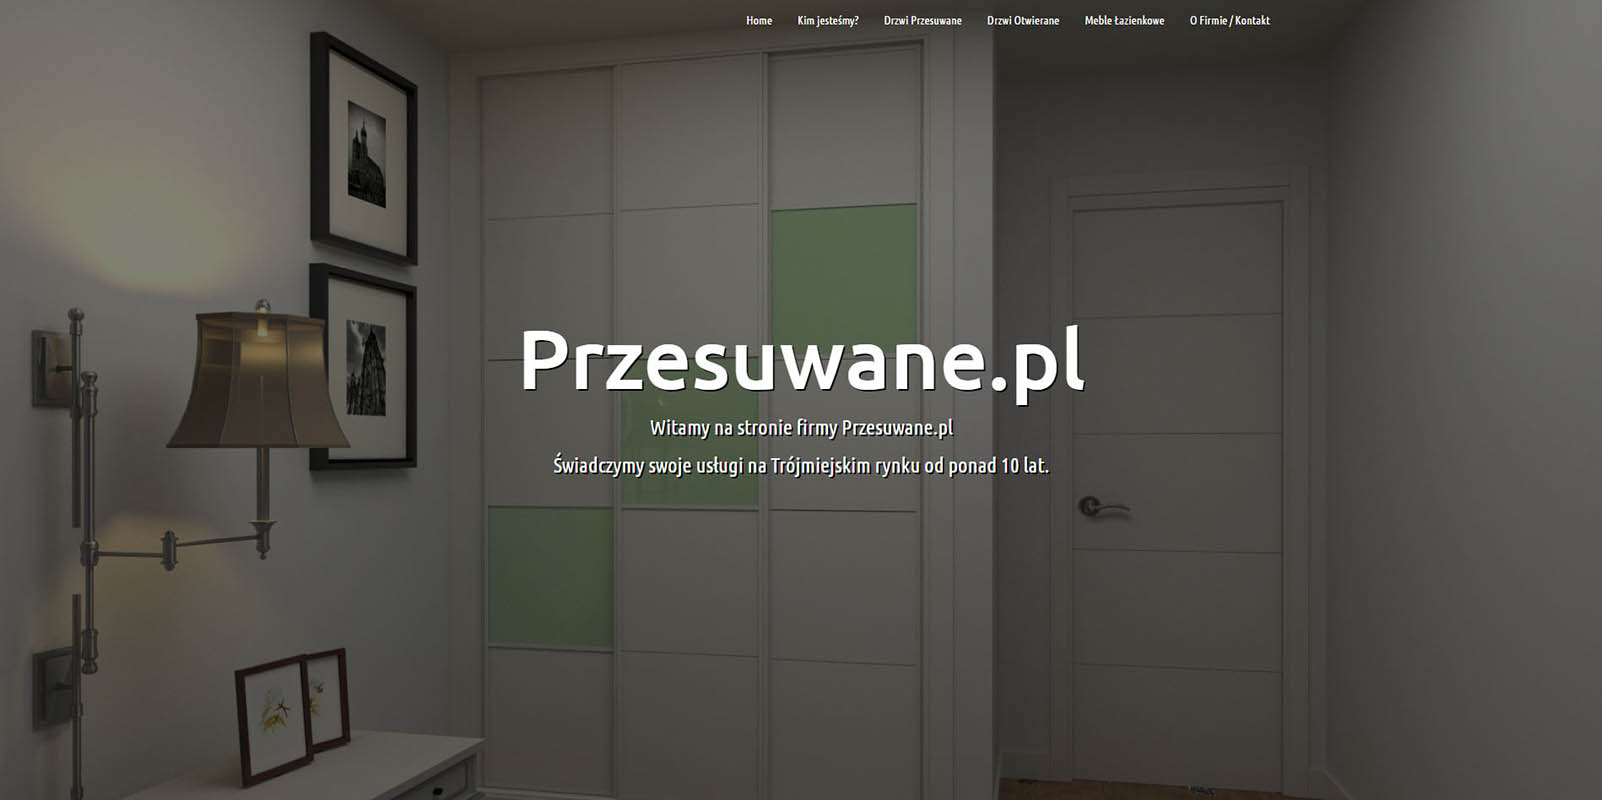 Home Kim jesteśmy? Drzwi Przesuwane Drzwi Otwierane Meble Łazienkowe O Firmie / Kontakt
Przesuwane.pl
Witamy na stronie firmy Przesuwane.pl
Świadczymy swoje usługi na Trójmiejskim rynku od ponad 10 lat.